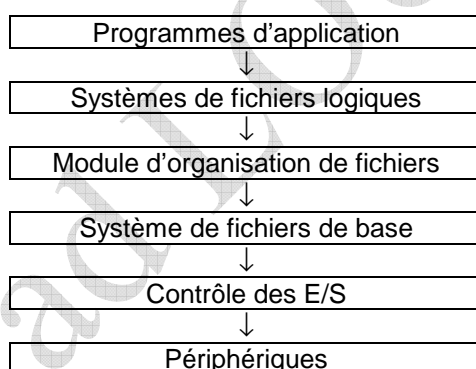 Programmes d'application
↓
Systèmes de fichiers logiques
↓
Module d'organisation de fichiers
↓
Système de fichiers de base
↓
Contrôle des E/S
↓
Périphériques